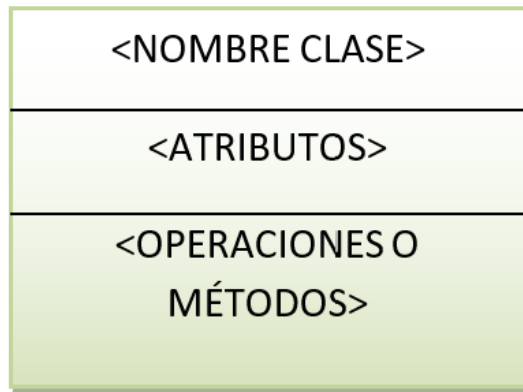 <NOMBRE CLASE>
<ATRIBUTOS>
<OPERACIONES O
MÉTODOS>